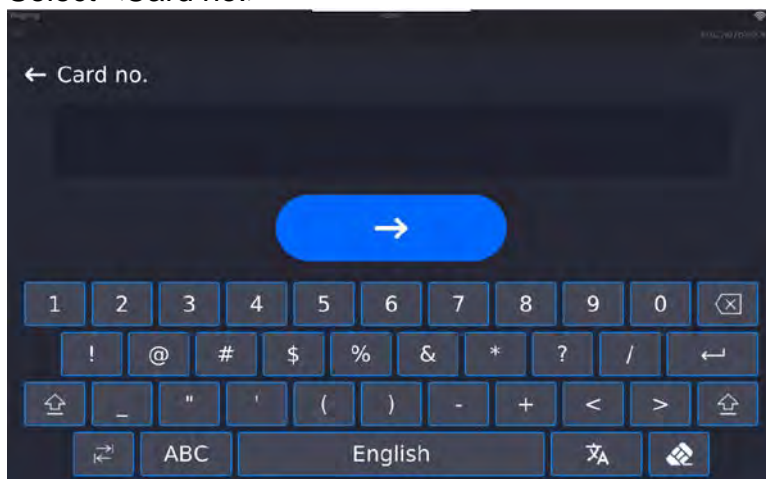 ← Card no.
→
1 2 3 4 5 6 7 8 9 0
! @ # $ % & * ? /
_ " ' ( ) - + < >
ABC English